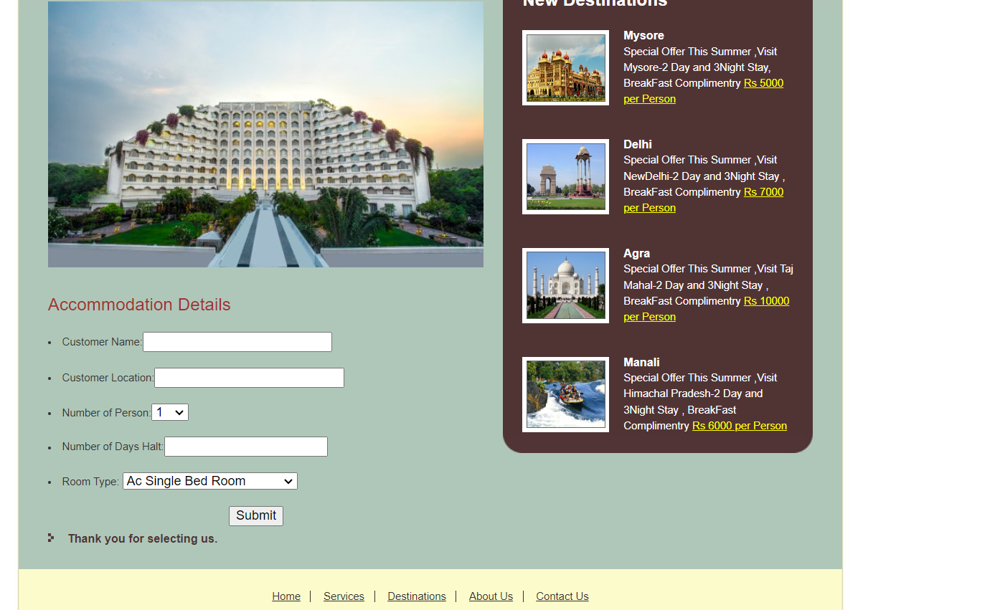 New Destinations
Mysore
Special Offer This Summer ,Visit
Mysore-2 Day and 3Night Stay,
BreakFast Complimentry Rs 5000
per Person
Delhi
Special Offer This Summer ,Visit
NewDelhi-2 Day and 3Night Stay ,
BreakFast Complimentry Rs 7000
per Person
Agra
Special Offer This Summer ,Visit Taj
Mahal-2 Day and 3Night Stay ,
BreakFast Complimentry Rs 10000
per Person
Manali
Special Offer This Summer ,Visit
Himachal Pradesh-2 Day and
3Night Stay , BreakFast
Complimentry Rs 6000 per Person
Accommodation Details
Customer Name:
Customer Location:
Number of Person: 1
Number of Days Halt:
Room Type: Ac Single Bed Room
Submit
Thank you for selecting us.
Home | Services | Destinations | About Us | Contact Us